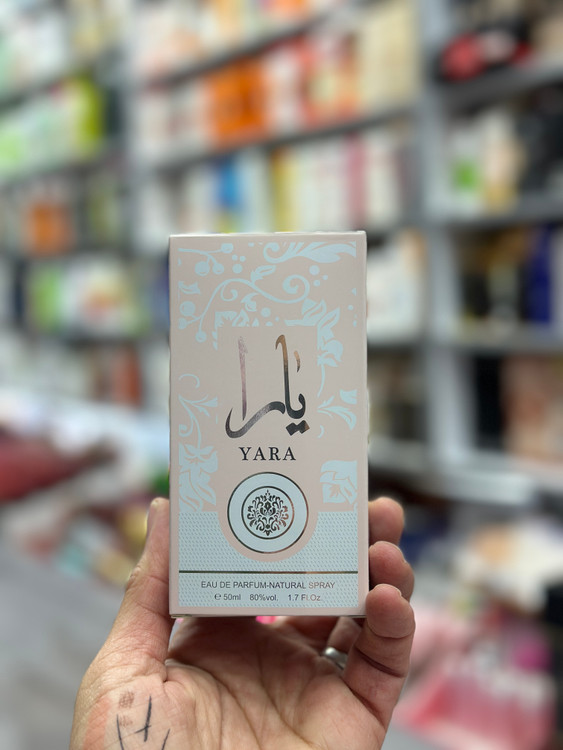 يارا
YARA
EAU DE PARFUM-NATURAL SPRAY
℮ 50ml 80%vol. 1.7 Fl.Oz.